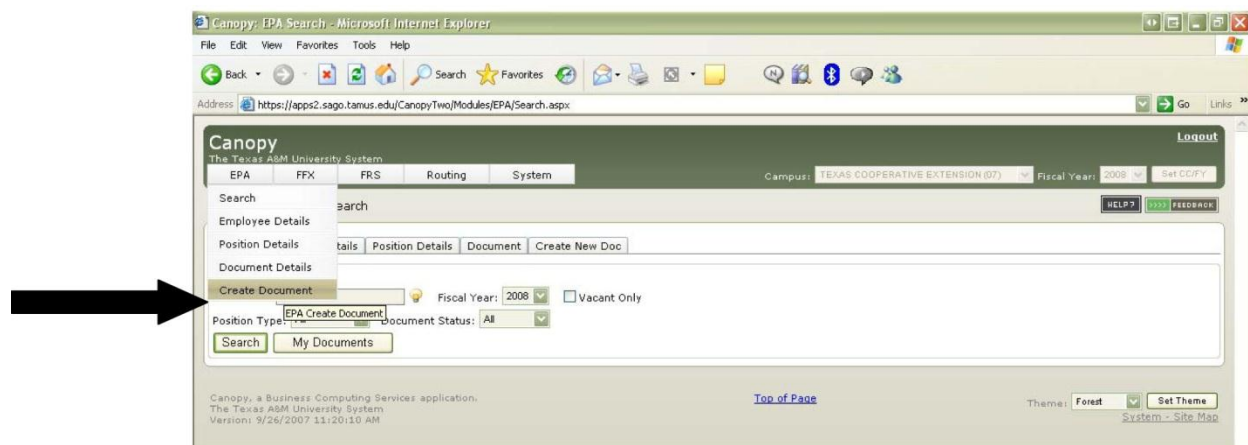 Canopy: EPA Search - Microsoft Internet Explorer
File Edit View Favorites Tools Help
Back Search Favorites
Address https://apps2.sago.tamus.edu/CanopyTwo/Modules/EPA/Search.aspx Go Links »
Canopy Logout
The Texas A&M University System
EPA FFX FRS Routing System Campus: TEXAS COOPERATIVE EXTENSION (07) Fiscal Year: 2008 Set CC/FY
Search earch HELP? >>>> FEEDBACK
Employee Details
Position Details tails Position Details Document Create New Doc
Document Details
Create Document Fiscal Year: 2008 Vacant Only
EPA Create Document
Position Type: Document Status: All
Search My Documents
Canopy, a Business Computing Services application. Top of Page Theme: Forest Set Theme
The Texas A&M University System System - Site Map
Version: 9/26/2007 11:20:10 AM